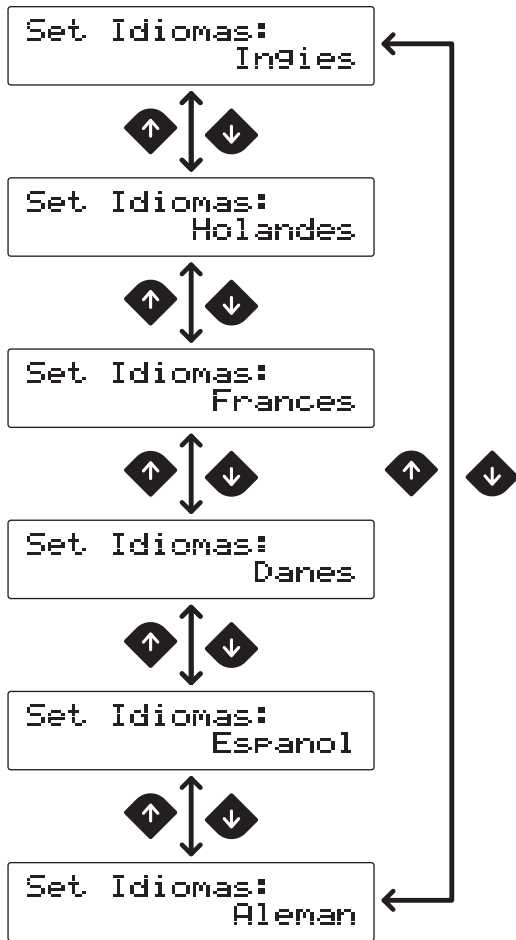 Set Idiomas:
Ingies
Set Idiomas:
Holandes
Set Idiomas:
Frances
Set Idiomas:
Danes
Set Idiomas:
Espanol
Set Idiomas:
Aleman